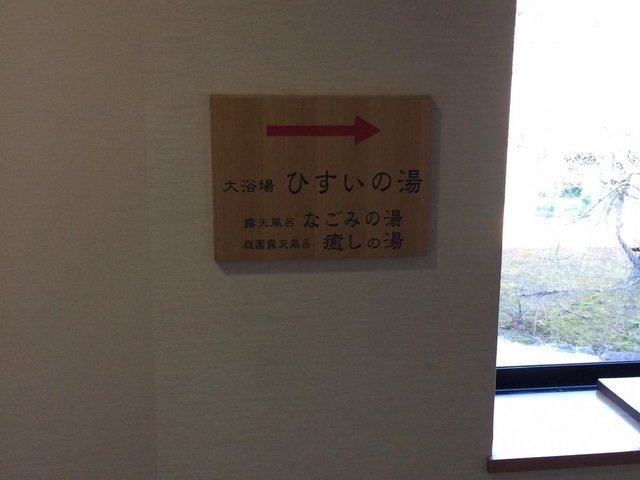 大浴場 ひすいの湯
露天風呂 なごみの湯
庭園露天風呂 癒しの湯